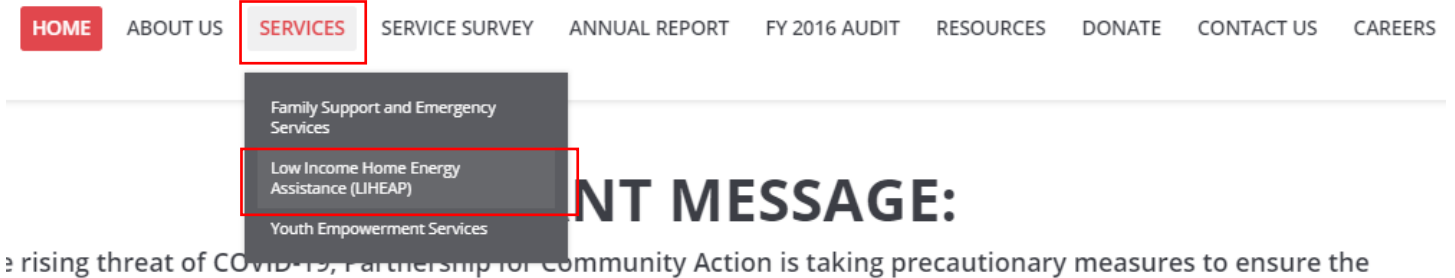 HOME ABOUT US SERVICES SERVICE SURVEY ANNUAL REPORT FY 2016 AUDIT RESOURCES DONATE CONTACT US CAREERS
Family Support and Emergency
Services
Low Income Home Energy
Assistance (LIHEAP)
Youth Empowerment Services
NT MESSAGE:
e rising threat of COVID-19, Partnership for Community Action is taking precautionary measures to ensure the